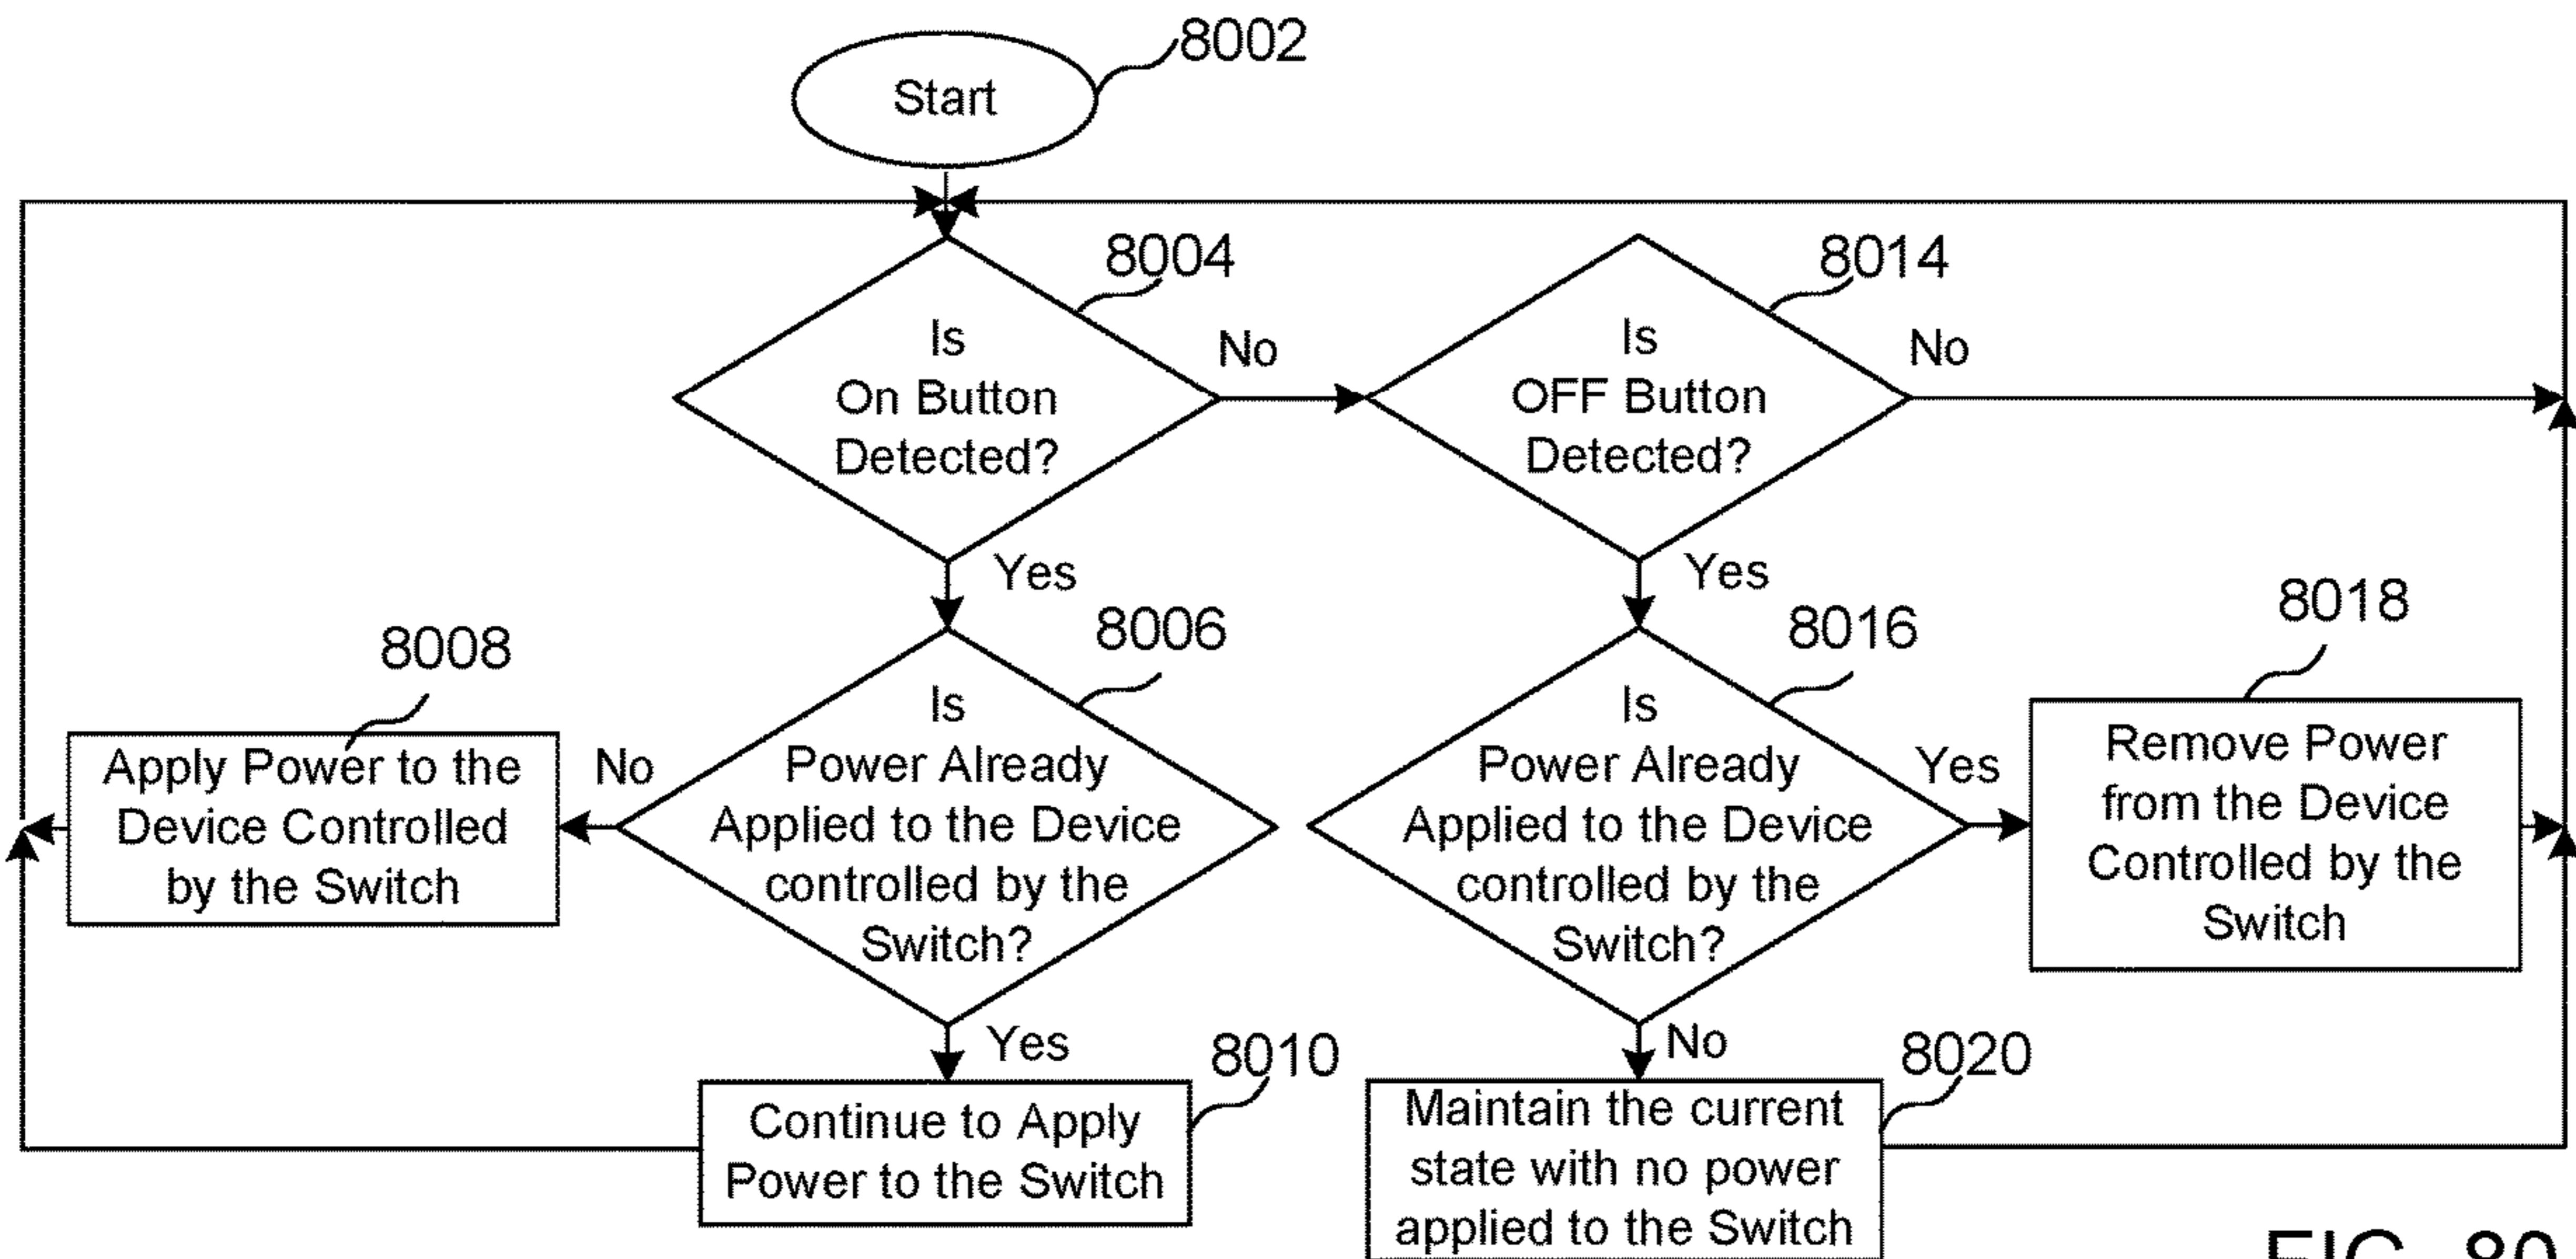 8002
Start
8004
Is
On Button
Detected?
No
Yes
8014
Is
OFF Button
Detected?
No
Yes
8006
Is
Power Already
Applied to the Device
controlled by the
Switch?
No
Yes
8008
Apply Power to the
Device Controlled
by the Switch
8010
Continue to Apply
Power to the Switch
8016
Is
Power Already
Applied to the Device
controlled by the
Switch?
Yes
No
8018
Remove Power
from the Device
Controlled by the
Switch
8020
Maintain the current
state with no power
applied to the Switch
FIG. 80